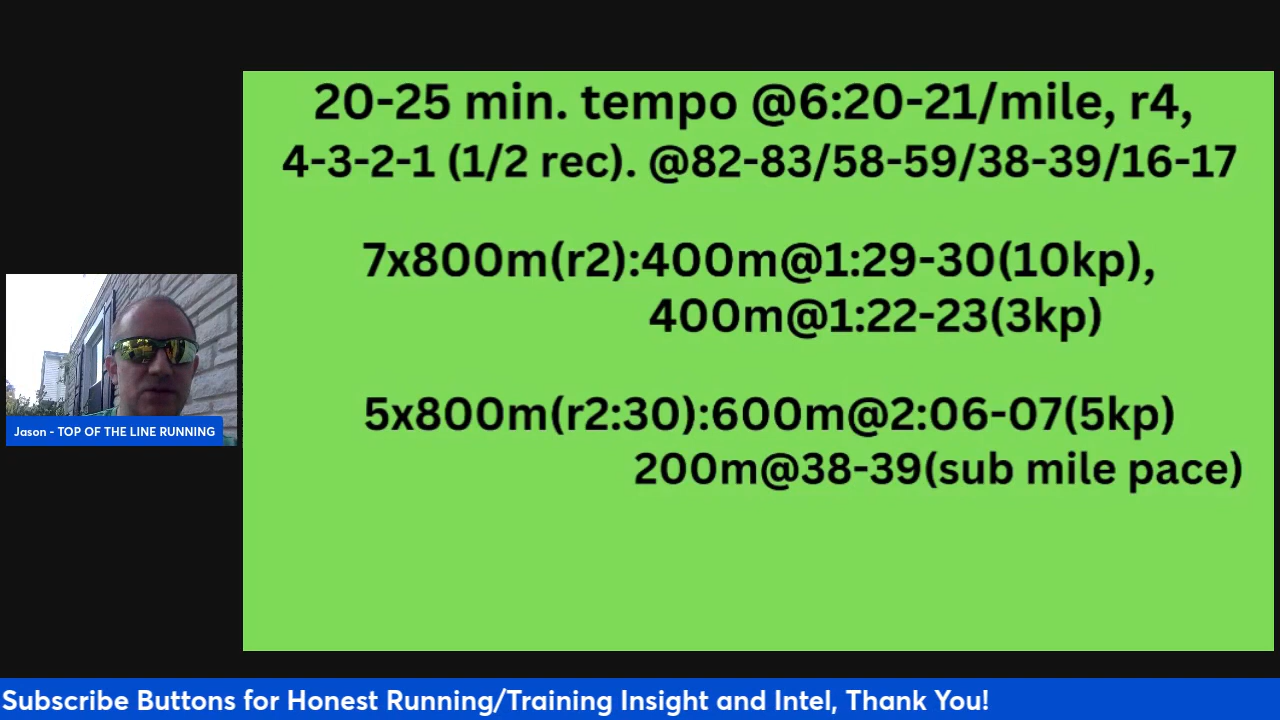 20-25 min. tempo @6:20-21/mile, r4,
4-3-2-1 (1/2 rec). @82-83/58-59/38-39/16-17
7x800m(r2):400m@1:29-30(10kp),
400m@1:22-23(3kp)
5x800m(r2:30):600m@2:06-07(5kp)
200m@38-39(sub mile pace)
Jason - TOP OF THE LINE RUNNING
Subscribe Buttons for Honest Running/Training Insight and Intel, Thank You!